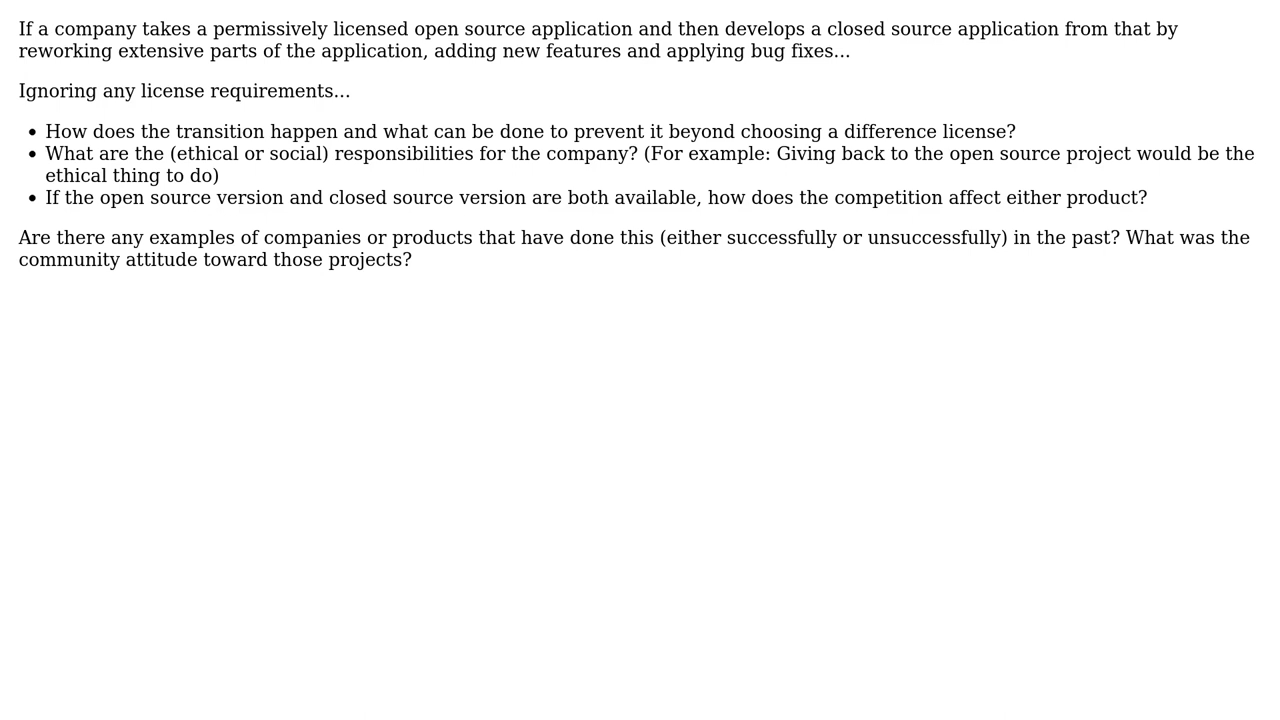 If a company takes a permissively licensed open source application and then develops a closed source application from that by
reworking extensive parts of the application, adding new features and applying bug fixes...
Ignoring any license requirements...
• How does the transition happen and what can be done to prevent it beyond choosing a difference license?
• What are the (ethical or social) responsibilities for the company? (For example: Giving back to the open source project would be the
ethical thing to do)
• If the open source version and closed source version are both available, how does the competition affect either product?
Are there any examples of companies or products that have done this (either successfully or unsuccessfully) in the past? What was the
community attitude toward those projects?